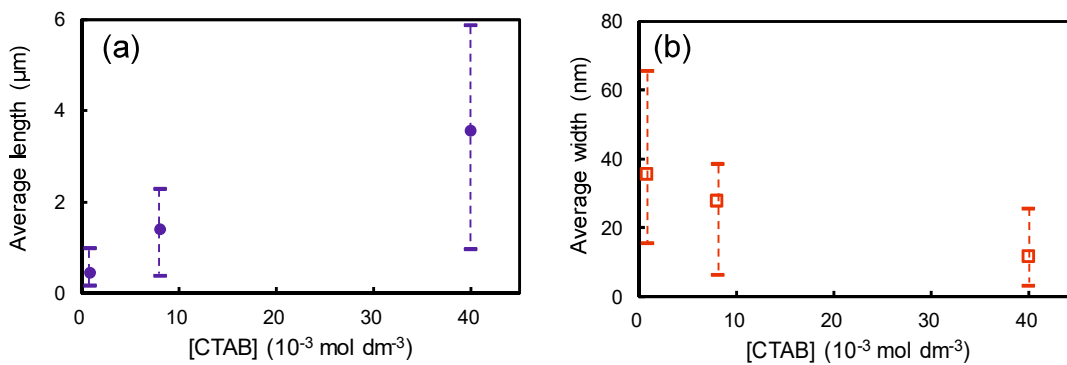 (a)
Average length (μm)
6
4
2
0
0 10 20 30 40
[CTAB] (10⁻³ mol dm⁻³)
(b)
Average width (nm)
80
60
40
20
0
0 10 20 30 40
[CTAB] (10⁻³ mol dm⁻³)